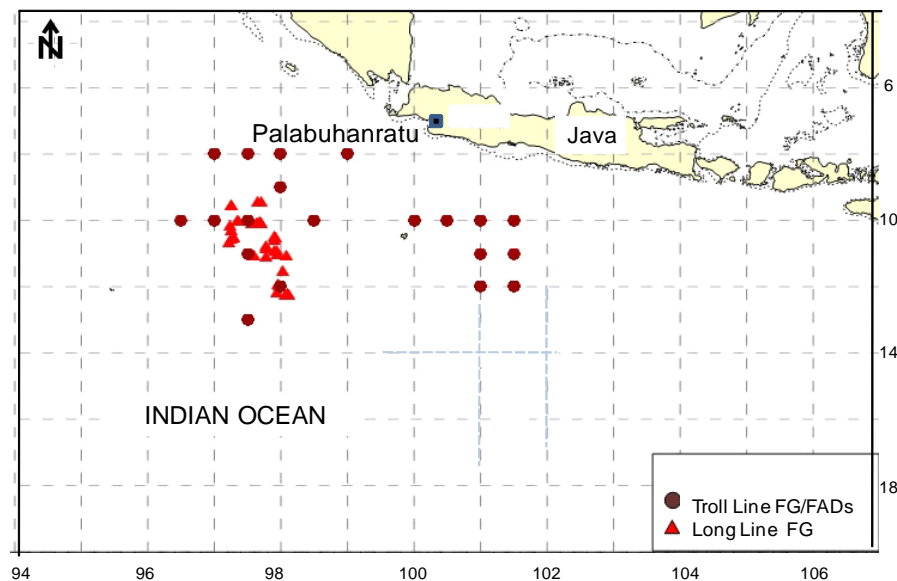 N
6
Palabuhanratu
Java
10
14
INDIAN OCEAN
18
Troll Line FG/FADs
Long Line FG
94
96
98
100
102
104
106